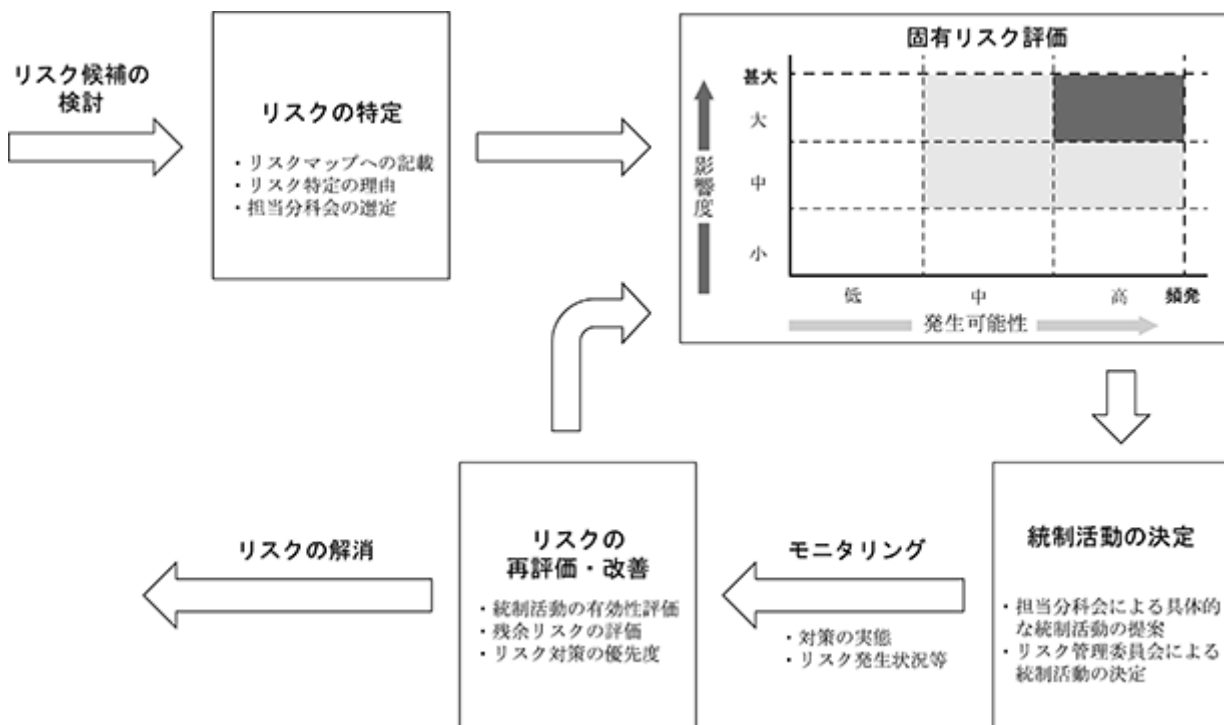 リスク候補の
検討
リスクの特定
・リスクマップへの記載
・リスク特定の理由
・担当分科会の選定
固有リスク評価
甚大
大
中
小
影響度
低
中
高
頻発
発生可能性
統制活動の決定
・担当分科会による具体的
な統制活動の提案
・リスク管理委員会による
統制活動の決定
モニタリング
・対策の実態
・リスク発生状況等
リスクの
再評価・改善
・統制活動の有効性評価
・残余リスクの評価
・リスク対策の優先度
リスクの解消